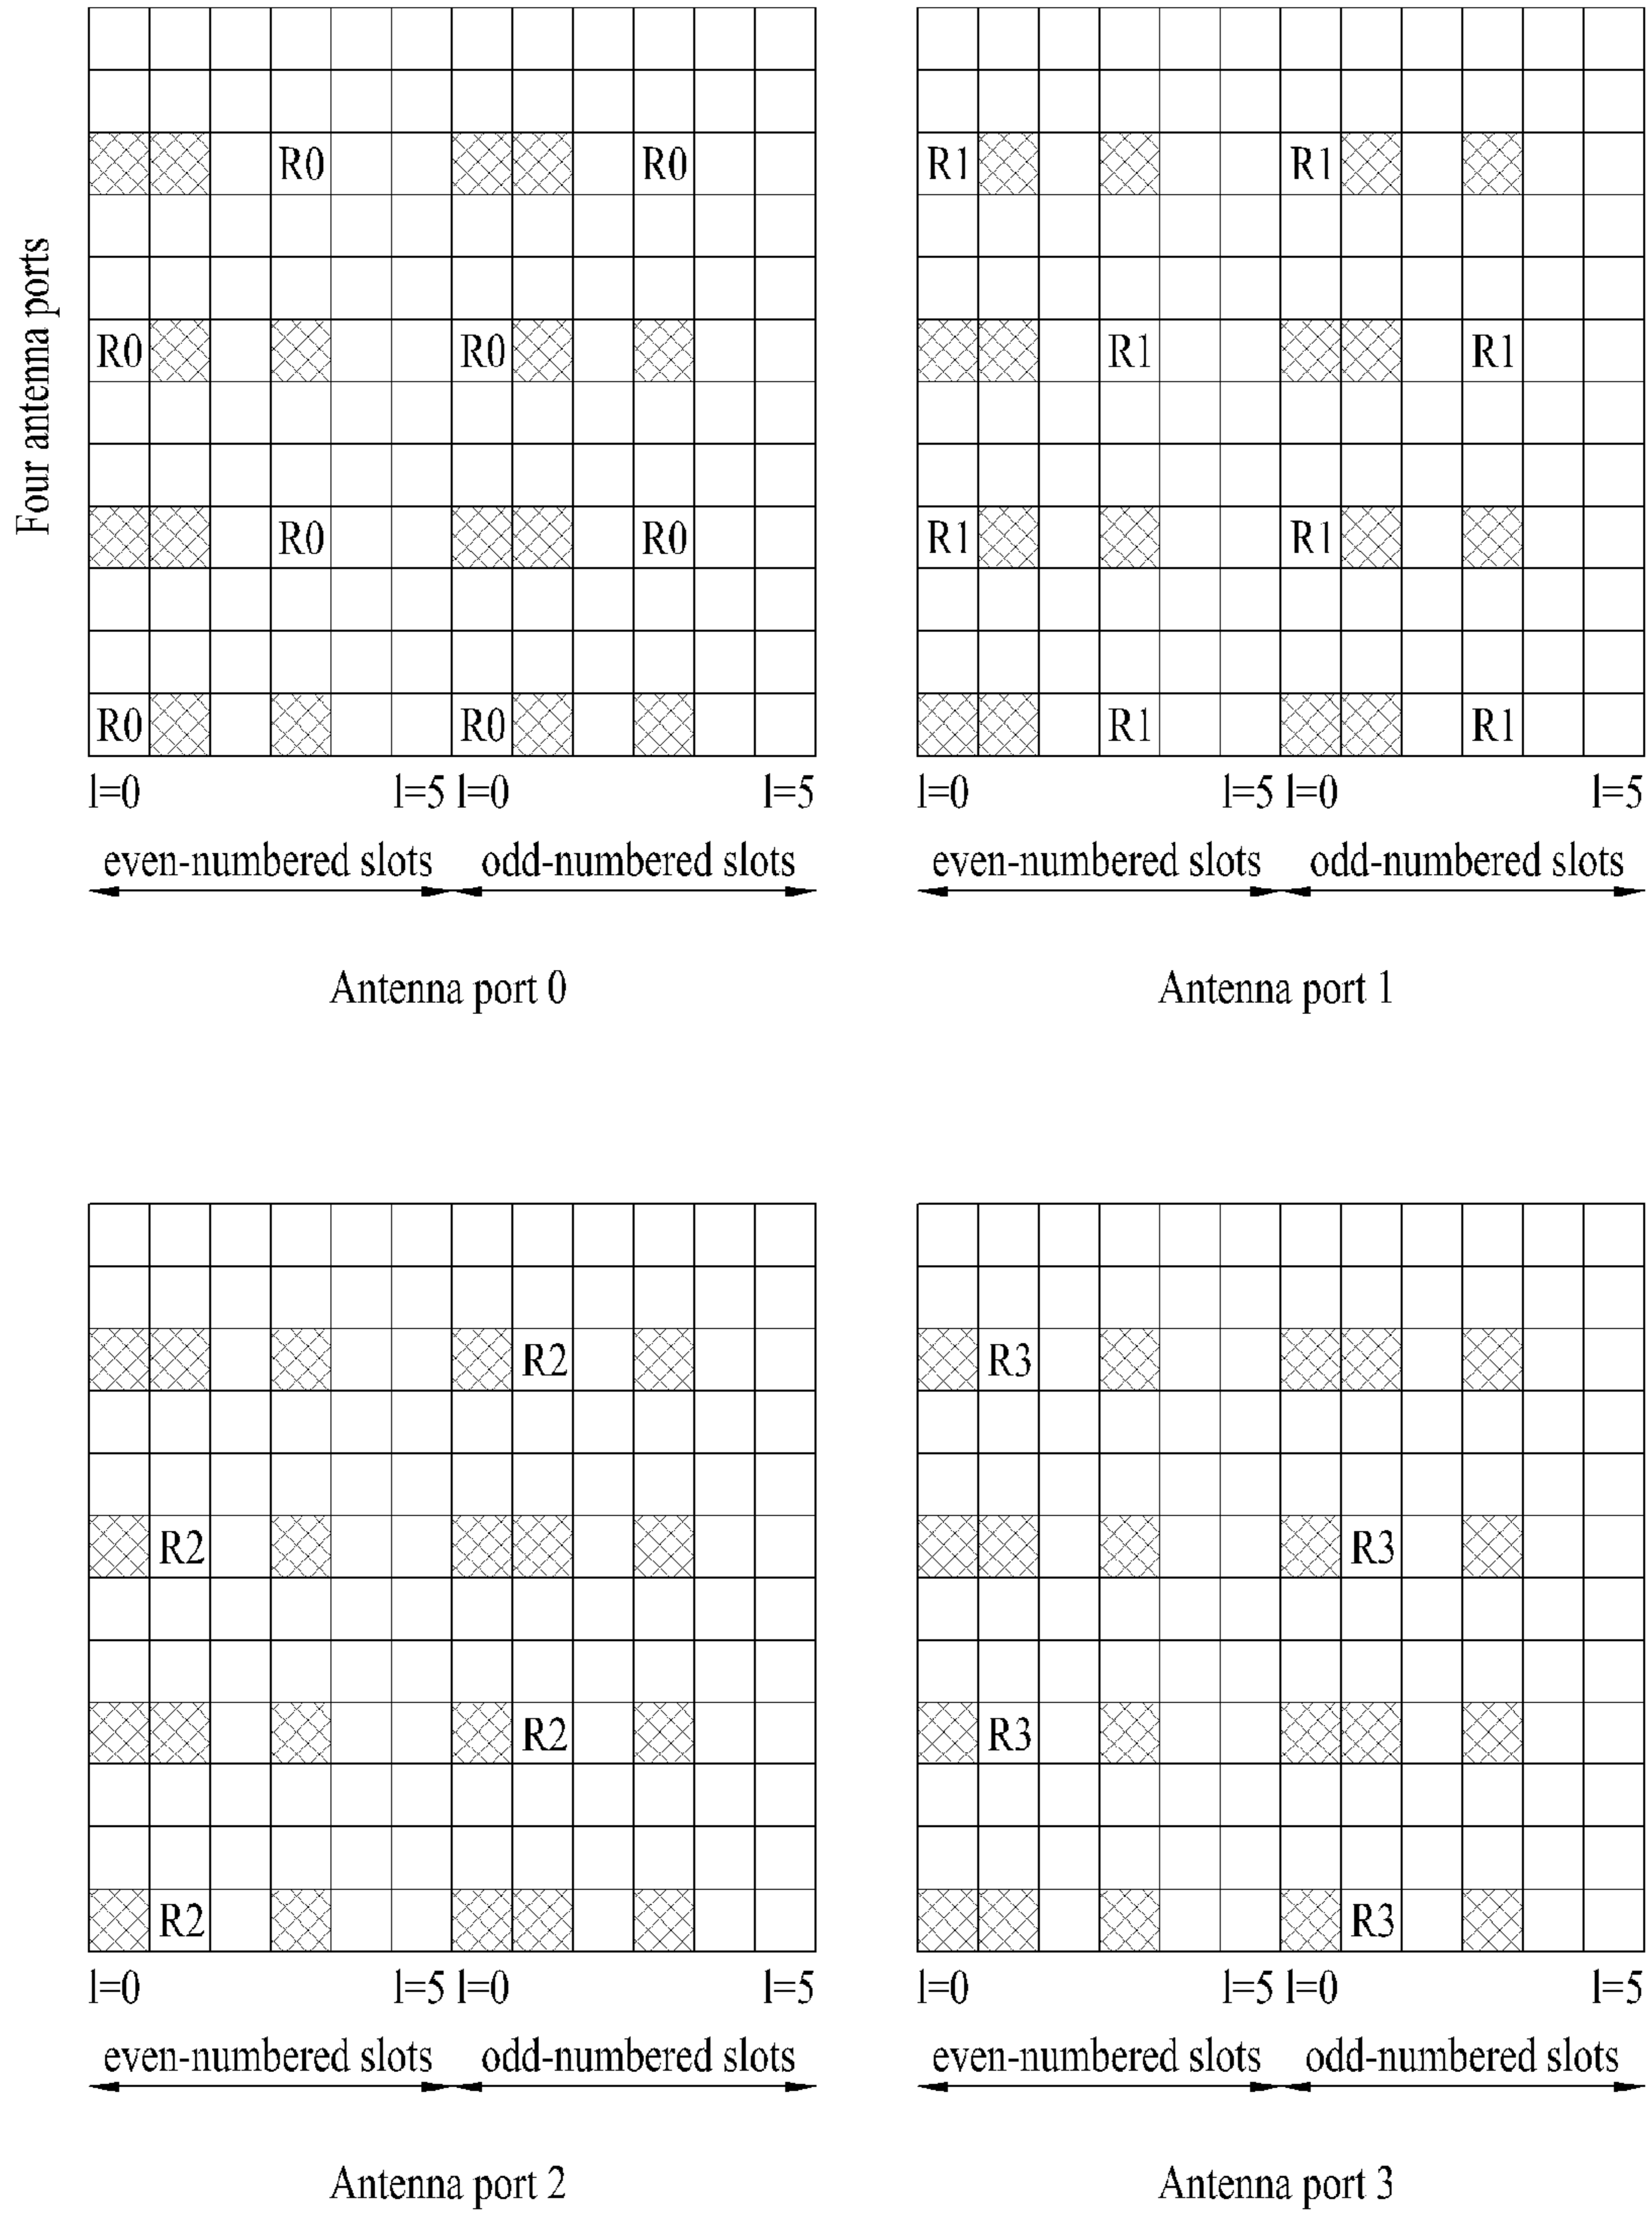 Four antenna ports
R0 R0
R0 R0
R0 R0
R0 R0
l=0 l=5 l=0 l=5
even-numbered slots odd-numbered slots
Antenna port 0
R1 R1
R1 R1
R1 R1
R1 R1
l=0 l=5 l=0 l=5
even-numbered slots odd-numbered slots
Antenna port 1
R2
R2
R2
R2
l=0 l=5 l=0 l=5
even-numbered slots odd-numbered slots
Antenna port 2
R3
R3
R3
R3
l=0 l=5 l=0 l=5
even-numbered slots odd-numbered slots
Antenna port 3